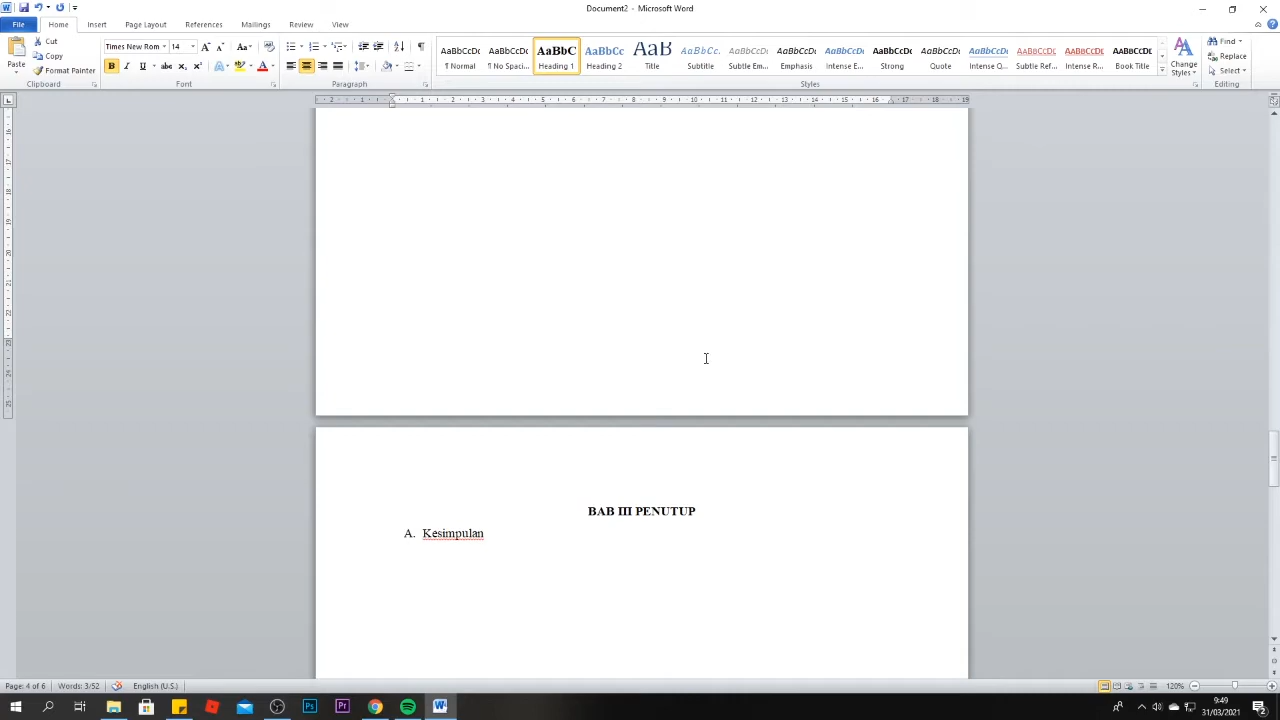 Document2 - Microsoft Word
File Home Insert Page Layout References Mailings Review View
Paste
Cut
Copy
Format Painter
Clipboard
Times New Rom 14
Font
Paragraph
AaBbCcDc AaBbCcDc AaBbC AaBbCc AaB AaBbCc. AaBbCcDc AaBbCcDc AaBbCcDc AaBbCcDc AaBbCcDc AaBbCcDc AaBbCcDc AaBbCcDc AaBbCcDc
¶ Normal ¶ No Spaci... Heading 1 Heading 2 Title Subtitle Subtle Em... Emphasis Intense E... Strong Quote Intense Q... Subtle Ref... Intense R... Book Title
Styles
Change Styles
Find
Replace
Select
Editing
BAB III PENUTUP
A. Kesimpulan
Page: 4 of 6 Words: 3/52 English (U.S.) 120%
9:49
31/03/2021